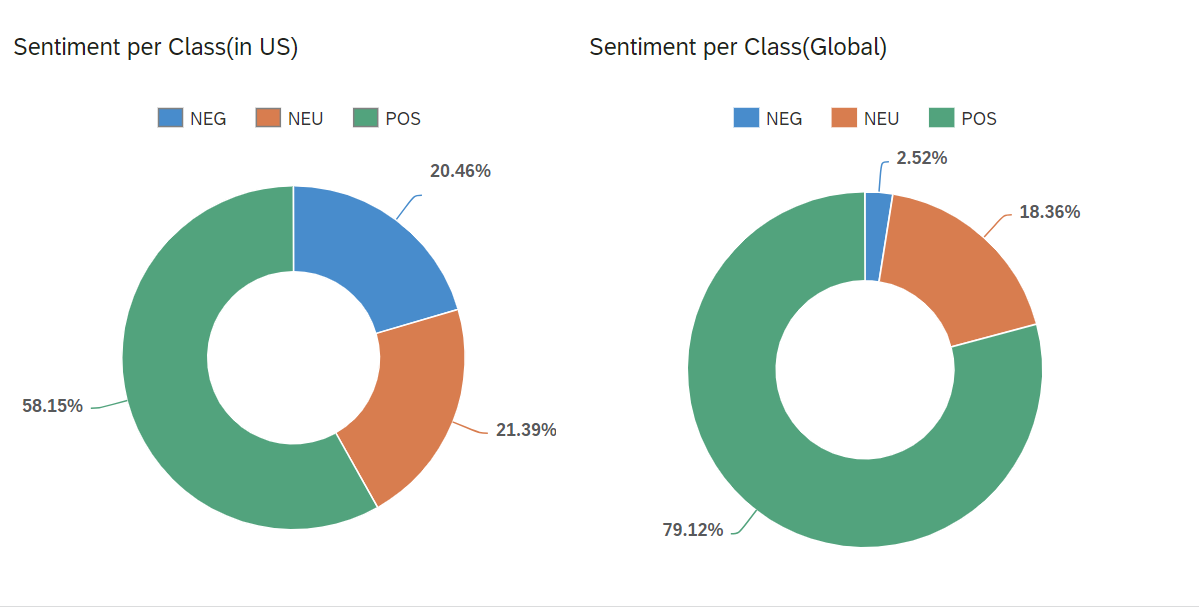 Sentiment per Class(in US)
NEG NEU POS
20.46%
58.15%
21.39%
Sentiment per Class(Global)
NEG NEU POS
2.52%
18.36%
79.12%